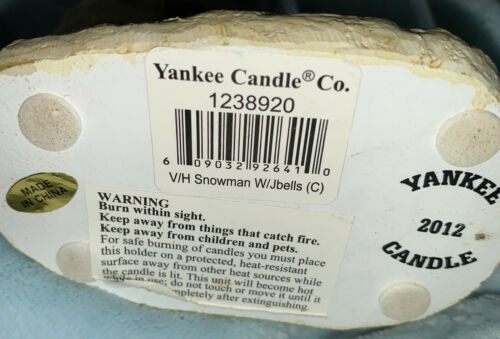 Yankee Candle® Co.
1238920
6 09032 92641 0
V/H Snowman W/Jbells (C)
MADE IN
CHINA
WARNING
Burn within sight.
Keep away from things that catch fire.
Keep away from children and pets.
For safe burning of candles you must place
this holder on a protected, heat-resistant
surface away from other heat sources while
the candle is lit. This unit will become hot
while in use; do not touch or move it until it
completely after extinguishing.
YANKEE
2012
CANDLE